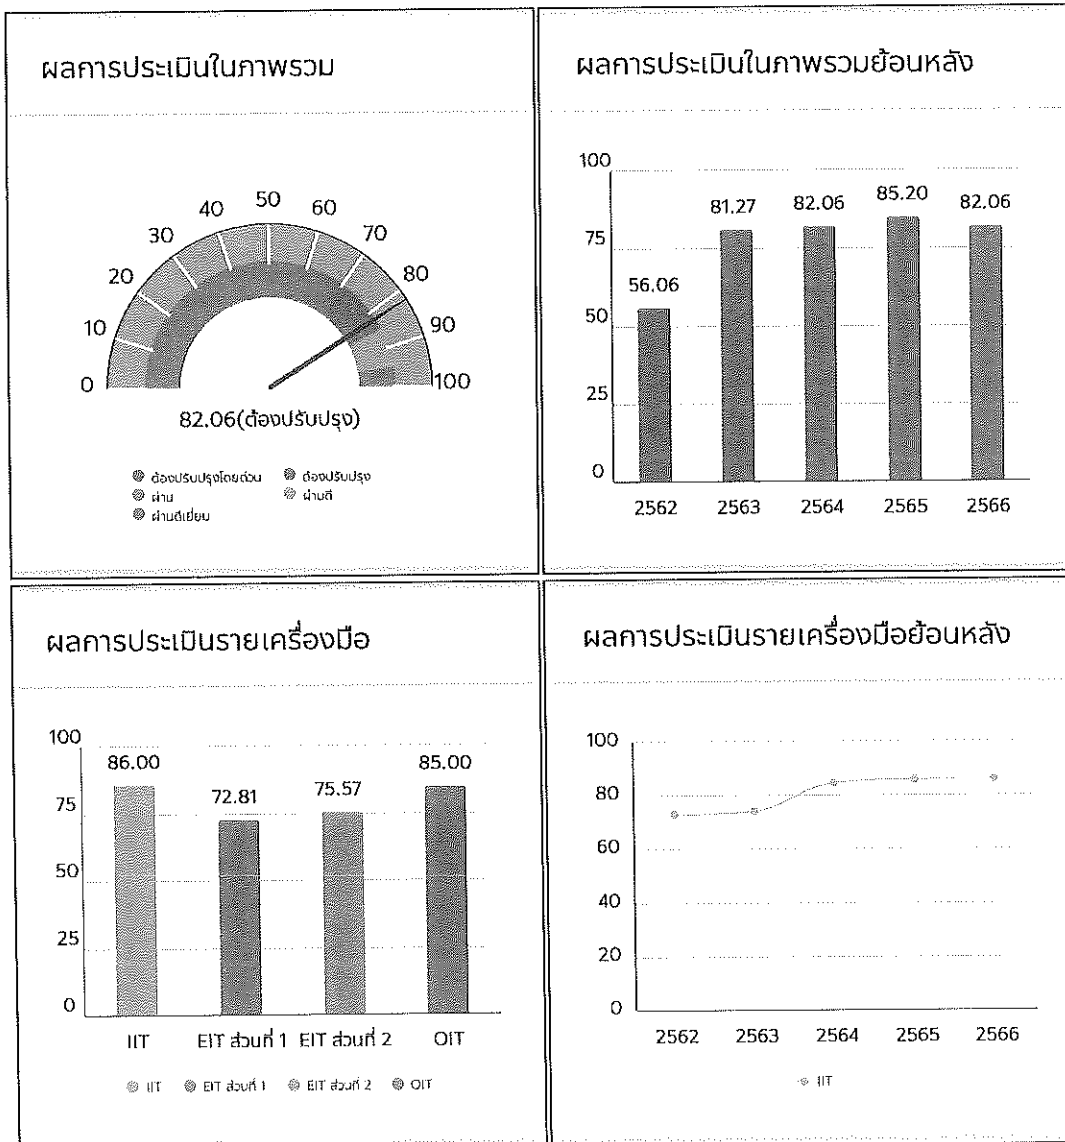 ผลการประเมินในภาพรวม
0 10 20 30 40 50 60 70 80 90 100
82.06(ต้องปรับปรุง)
ต้องปรับปรุงโดยด่วน ต้องปรับปรุง
ผ่าน ผ่านดี
ผ่านดีเยี่ยม
ผลการประเมินในภาพรวมย้อนหลัง
100
75
50
25
0
56.06 81.27 82.06 85.20 82.06
2562 2563 2564 2565 2566
ผลการประเมินรายเครื่องมือ
100
75
50
25
0
86.00 72.81 75.57 85.00
IIT EIT ส่วนที่ 1 EIT ส่วนที่ 2 OIT
IIT EIT ส่วนที่ 1 EIT ส่วนที่ 2 OIT
ผลการประเมินรายเครื่องมือย้อนหลัง
100
80
60
40
20
0
2562 2563 2564 2565 2566
IIT